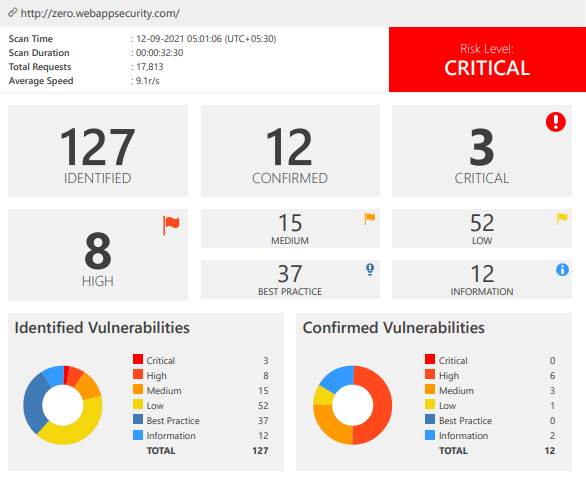 http://zero.webappsecurity.com/
Scan Time : 12-09-2021 05:01:06 (UTC+05:30)
Scan Duration : 00:00:32:30
Total Requests : 17,813
Average Speed : 9.1r/s
Risk Level:
CRITICAL
127
IDENTIFIED
12
CONFIRMED
3
CRITICAL
8
HIGH
15
MEDIUM
52
LOW
37
BEST PRACTICE
12
INFORMATION
Identified Vulnerabilities
Critical 3
High 8
Medium 15
Low 52
Best Practice 37
Information 12
TOTAL 127
Confirmed Vulnerabilities
Critical 0
High 6
Medium 3
Low 1
Best Practice 0
Information 2
TOTAL 12